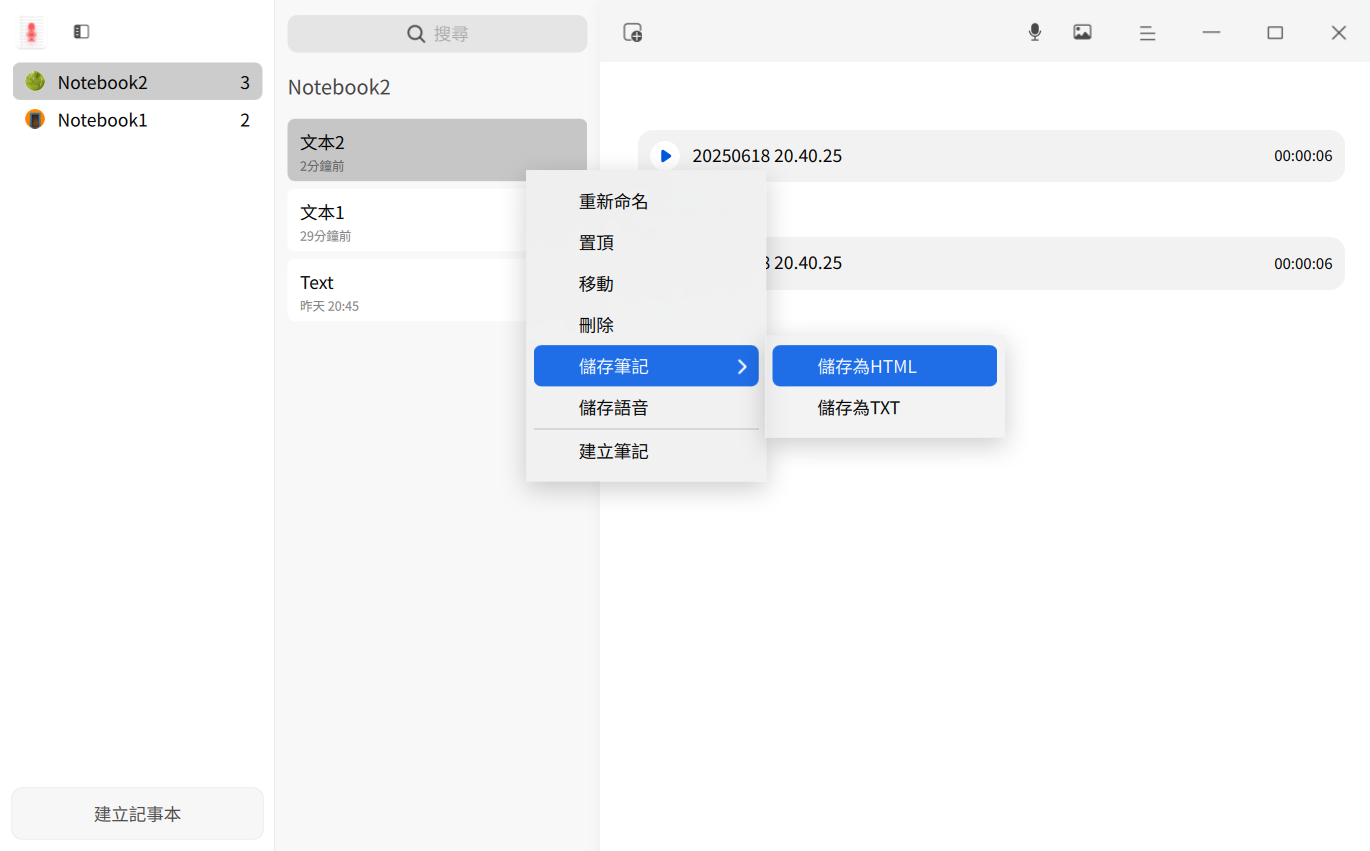 Notebook2 3
Notebook1 2
建立記事本
搜尋
Notebook2
文本2
2分鐘前
文本1
29分鐘前
Text
昨天 20:45
20250618 20.40.25 00:00:06
8 20.40.25 00:00:06
重新命名
置頂
移動
刪除
儲存筆記
儲存語音
建立筆記
儲存為HTML
儲存為TXT